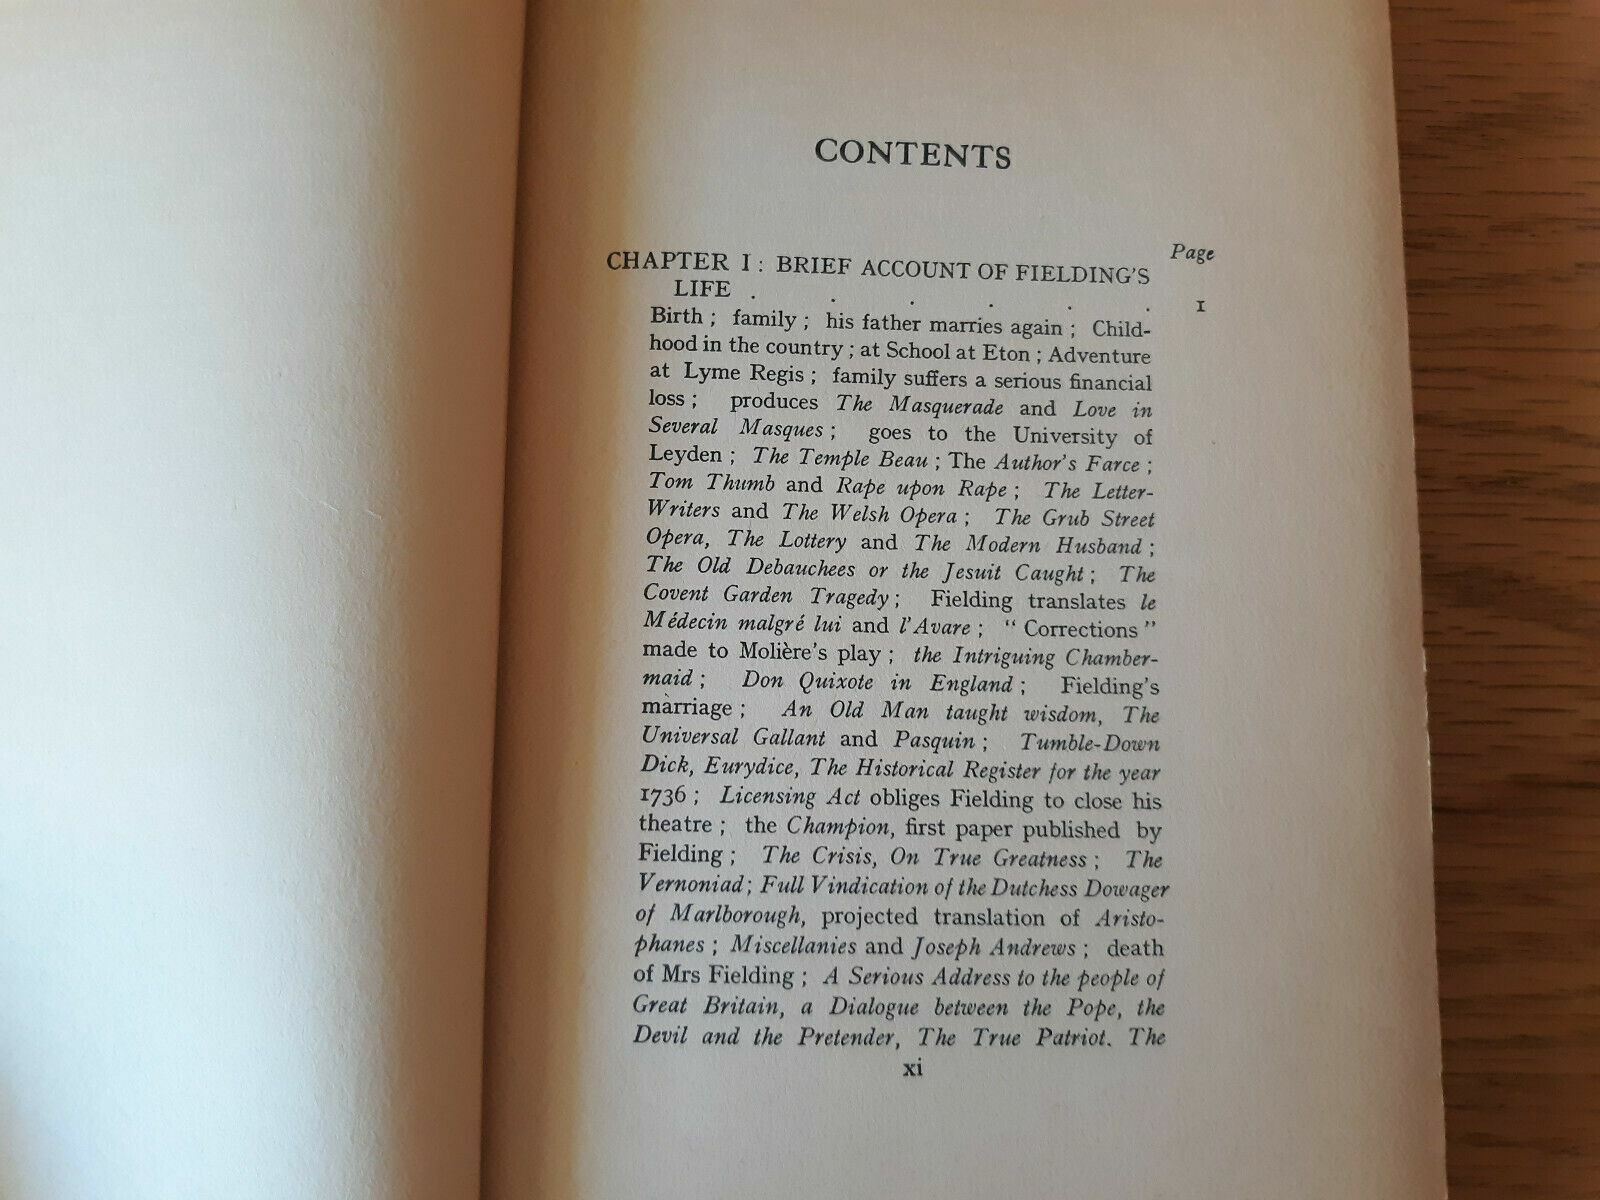 CONTENTS
Page
CHAPTER I: BRIEF ACCOUNT OF FIELDING'S
LIFE . . . . . . 1
Birth ; family ; his father marries again ; Child-
hood in the country ; at School at Eton ; Adventure
at Lyme Regis ; family suffers a serious financial
loss ; produces The Masquerade and Love in
Several Masques ; goes to the University of
Leyden ; The Temple Beau ; The Author's Farce ;
Tom Thumb and Rape upon Rape ; The Letter-
Writers and The Welsh Opera ; The Grub Street
Opera, The Lottery and The Modern Husband ;
The Old Debauchees or the Jesuit Caught ; The
Covent Garden Tragedy ; Fielding translates le
Médecin malgré lui and l'Avare ; " Corrections "
made to Molière's play ; the Intriguing Chamber-
maid ; Don Quixote in England ; Fielding's
marriage ; An Old Man taught wisdom, The
Universal Gallant and Pasquin ; Tumble-Down
Dick, Eurydice, The Historical Register for the year
1736 ; Licensing Act obliges Fielding to close his
theatre ; the Champion, first paper published by
Fielding ; The Crisis, On True Greatness ; The
Vernoniad ; Full Vindication of the Dutchess Dowager
of Marlborough, projected translation of Aristo-
phanes ; Miscellanies and Joseph Andrews ; death
of Mrs Fielding ; A Serious Address to the people of
Great Britain, a Dialogue between the Pope, the
Devil and the Pretender, The True Patriot. The
xi